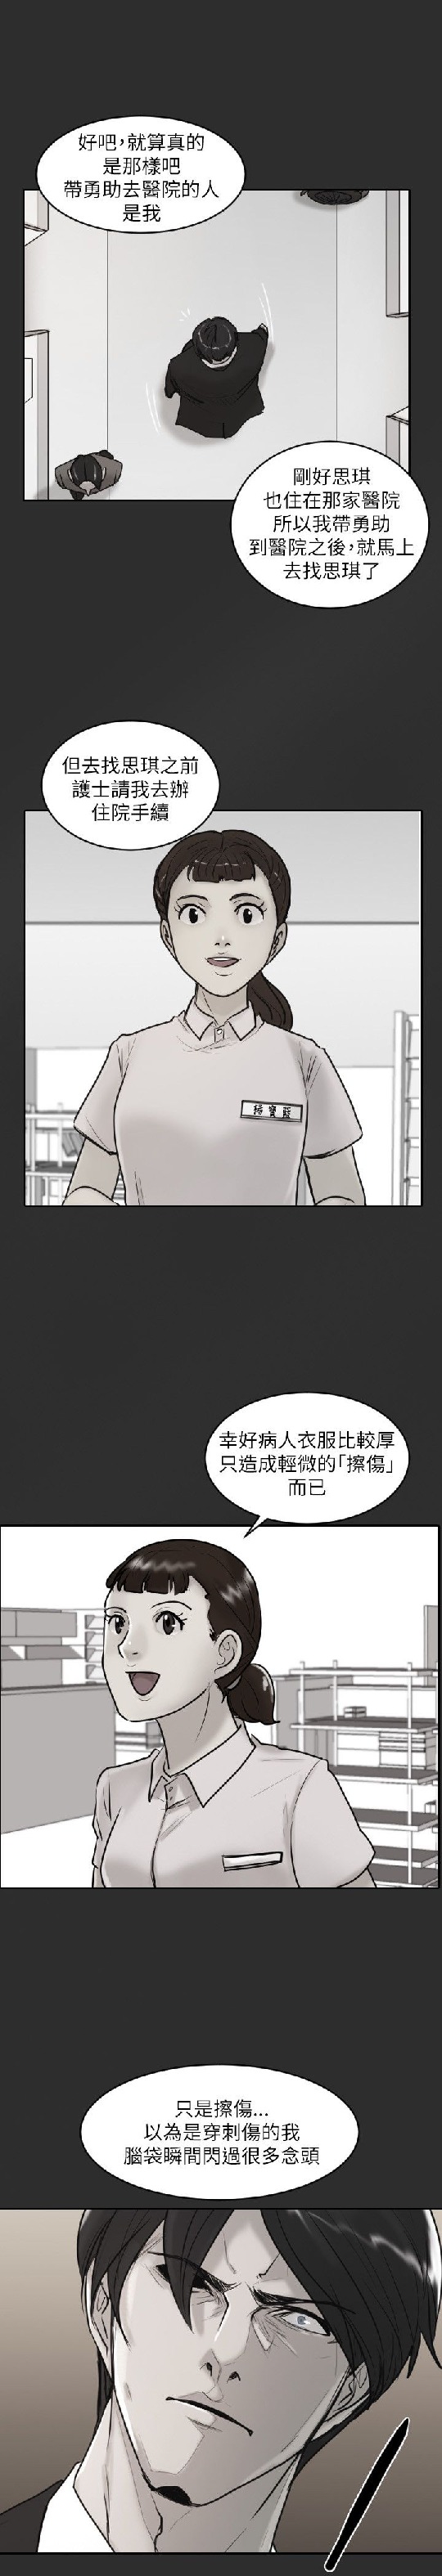 好吧，就算真的
是那樣吧
帶勇助去醫院的人
是我
剛好思琪
也住在那家醫院
所以我帶勇助
到醫院之後，就馬上
去找思琪了
但去找思琪之前
護士請我去辦
住院手續
幸好病人衣服比較厚
只造成輕微的「擦傷」
而已
只是擦傷...
以為是穿刺傷的我
腦袋瞬間閃過很多念頭